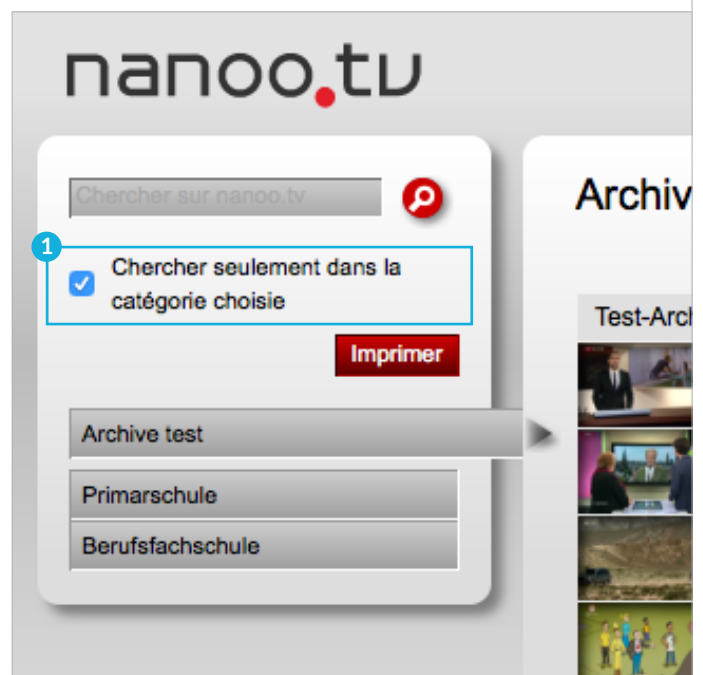 nanoo.tv
Chercher sur nanoo.tv
1
Chercher seulement dans la
catégorie choisie
Imprimer
Archive test
Primarschule
Berufsfachschule
Archiv
Test-Arc